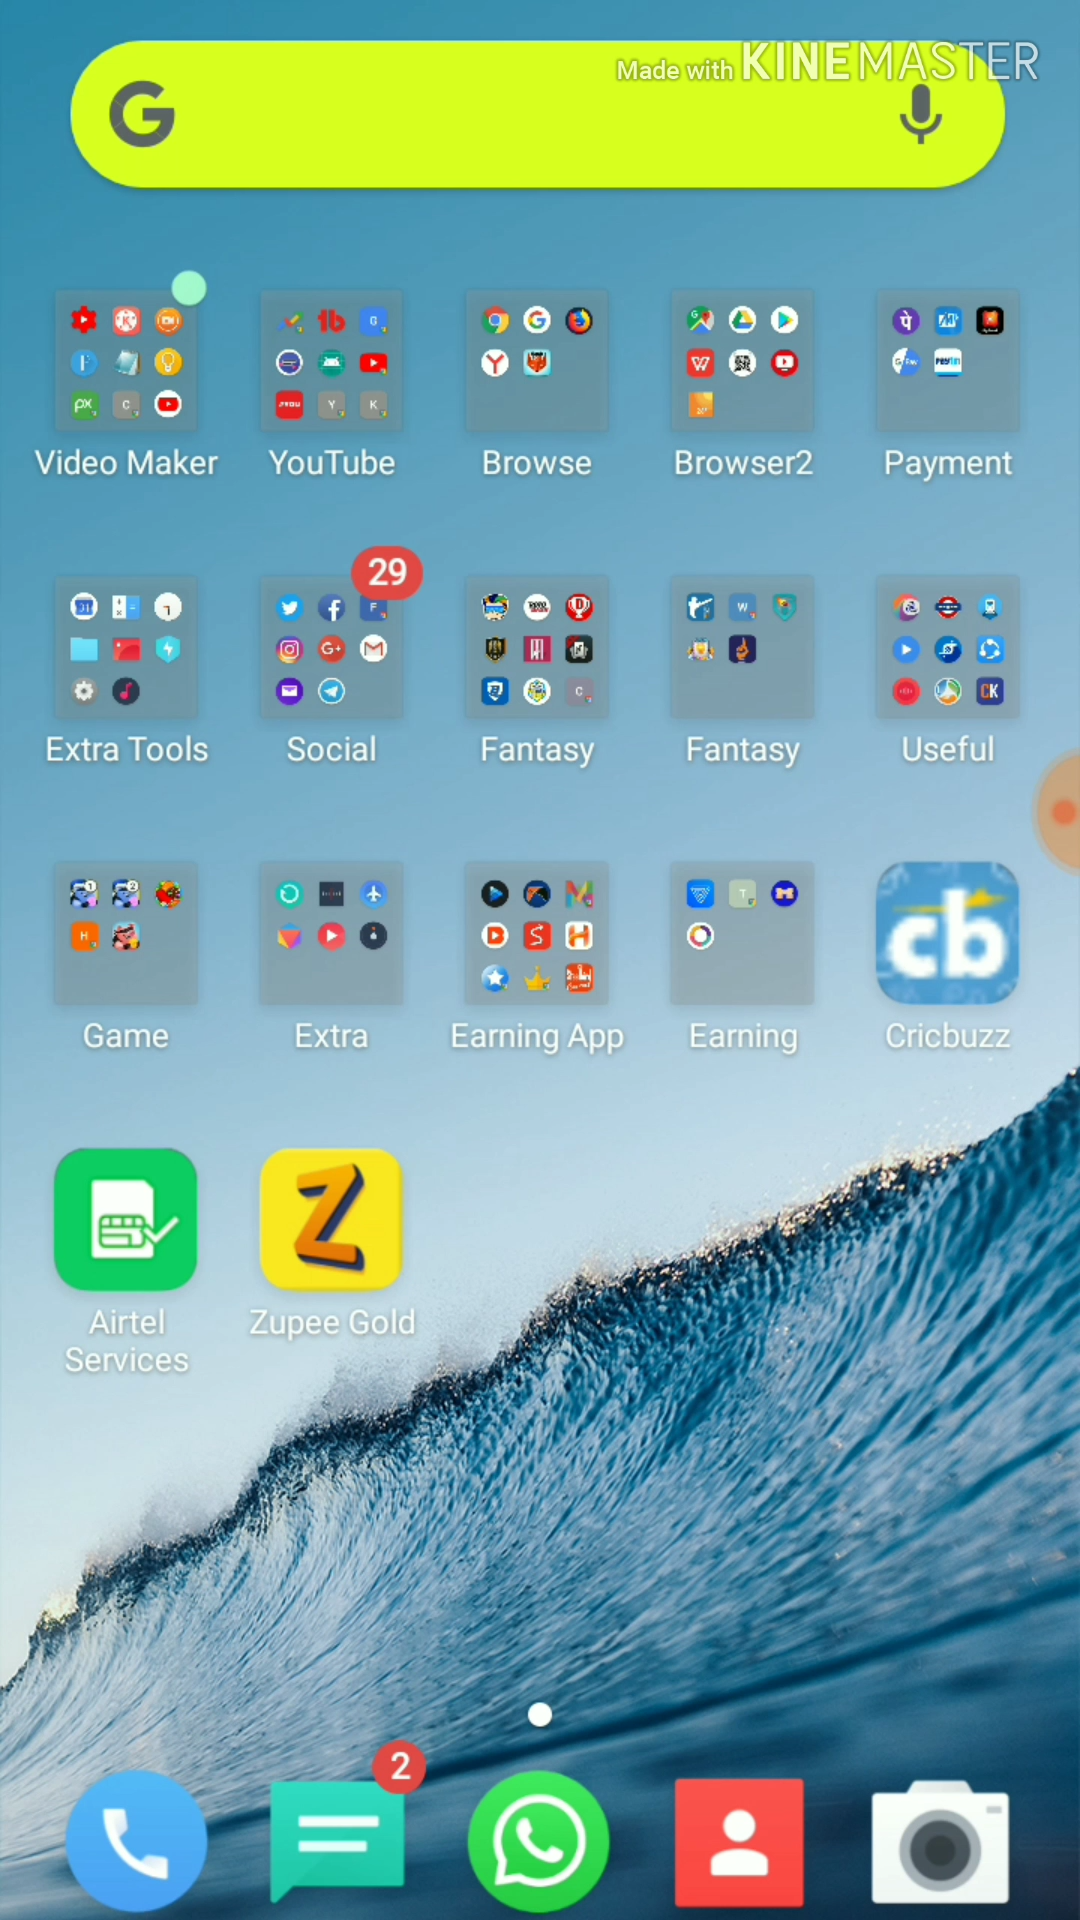 Made with KINEMASTER
G
Video Maker
YouTube
Browse
Browser2
Payment
29
Extra Tools
Social
Fantasy
Fantasy
Useful
cb
Game
Extra
Earning App
Earning
Cricbuzz
Z
Airtel
Services
Zupee Gold
2